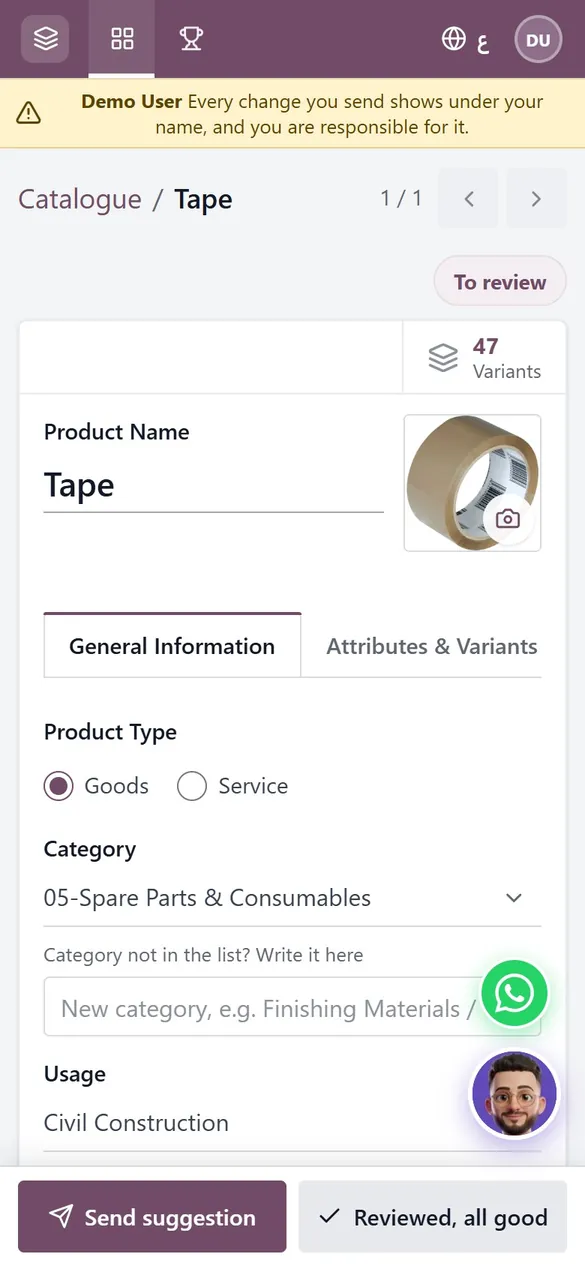 ع
DU
Demo User Every change you send shows under your
name, and you are responsible for it.
Catalogue / Tape
1 / 1
To review
47
Variants
Product Name
Tape
General Information
Attributes & Variants
Product Type
Goods
Service
Category
05-Spare Parts & Consumables
Category not in the list? Write it here
New category, e.g. Finishing Materials /
Usage
Civil Construction
Send suggestion
Reviewed, all good